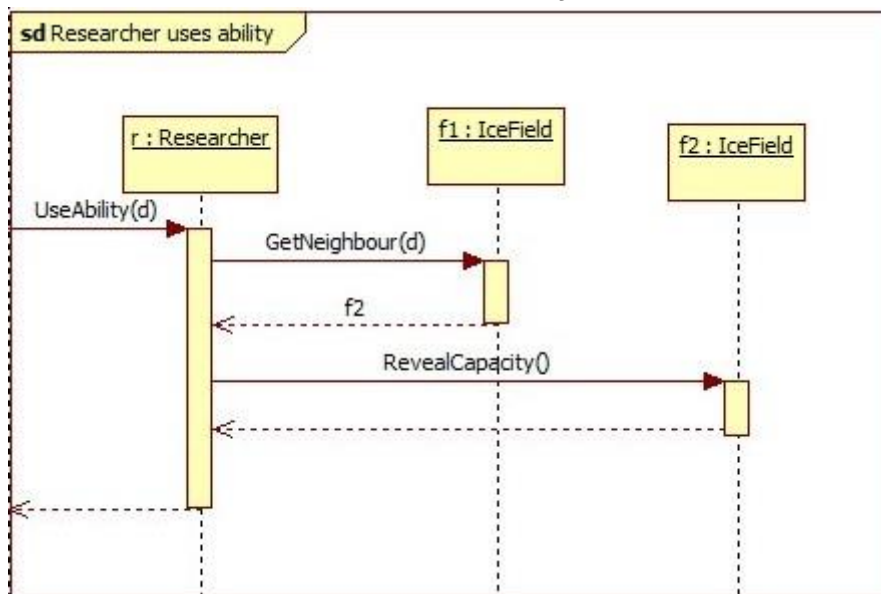 sd Researcher uses ability
r : Researcher
f1 : IceField
f2 : IceField
UseAbility(d)
GetNeighbour(d)
f2
RevealCapacity()